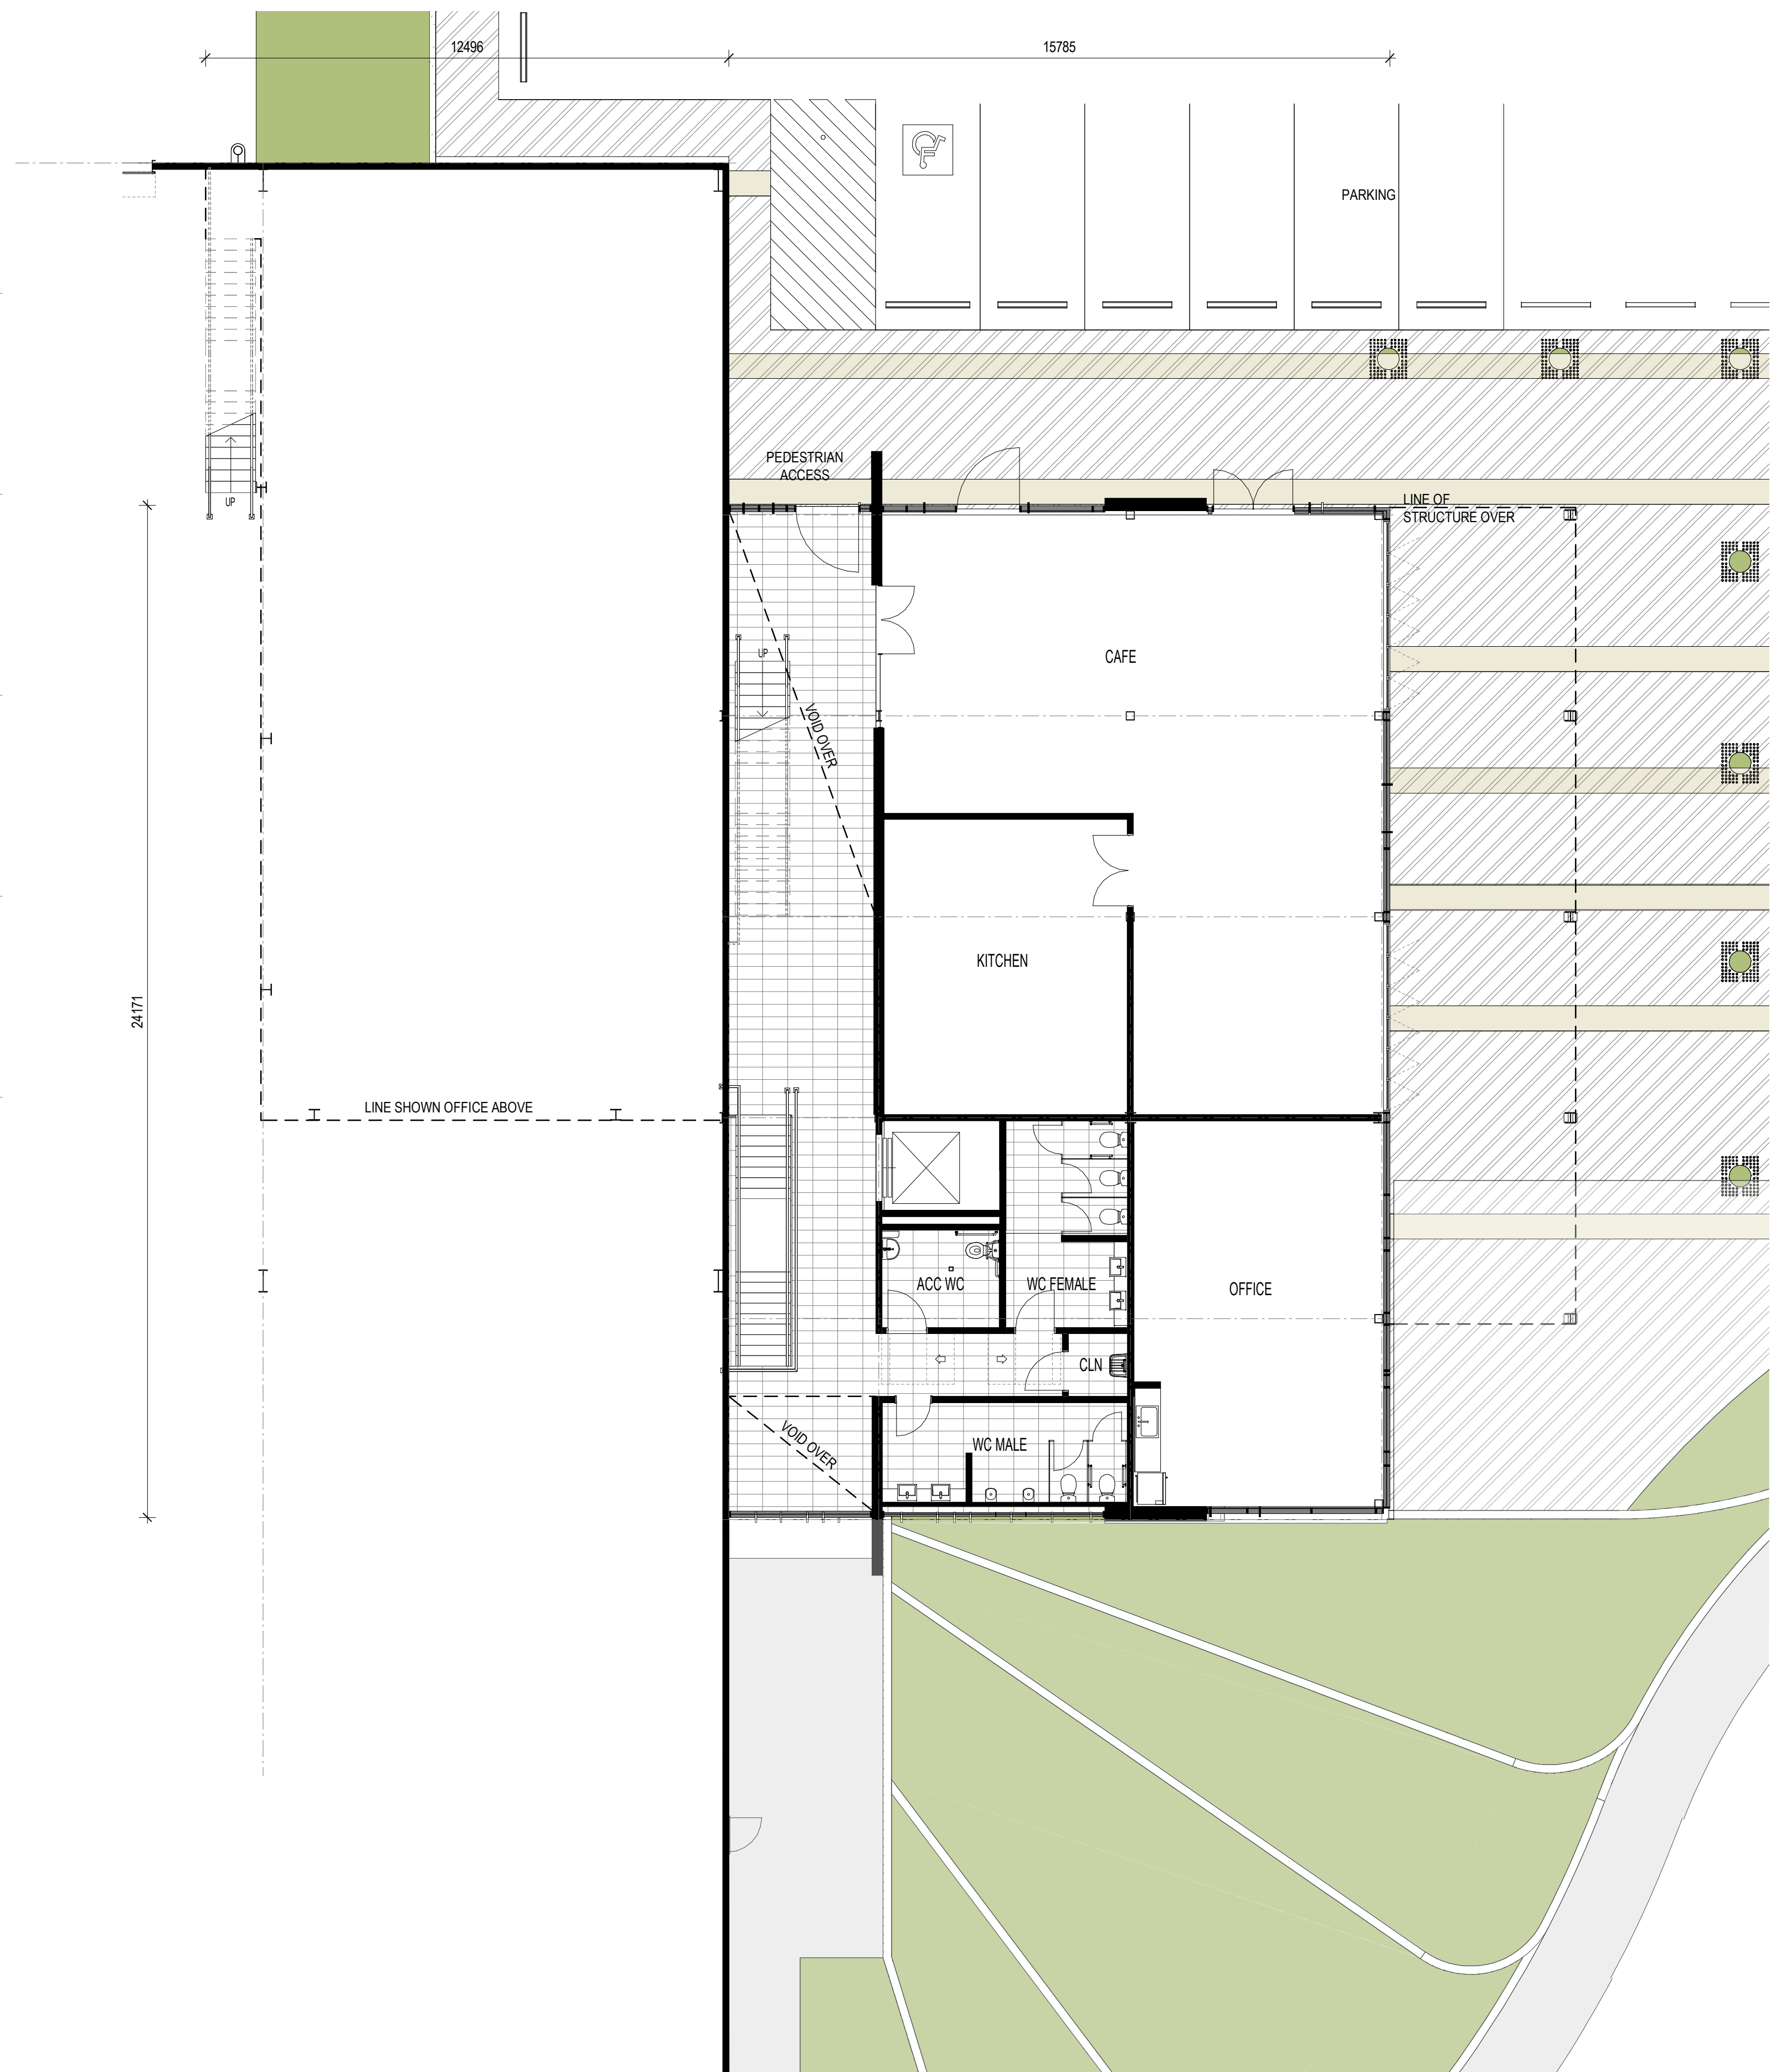 12496
15785
PARKING
PEDESTRIAN
ACCESS
LINE OF
STRUCTURE OVER
UP
UP
CAFE
VOID OVER
KITCHEN
24171
LINE SHOWN OFFICE ABOVE
ACC WC
WC FEMALE
OFFICE
CLN
WC MALE
VOID OVER